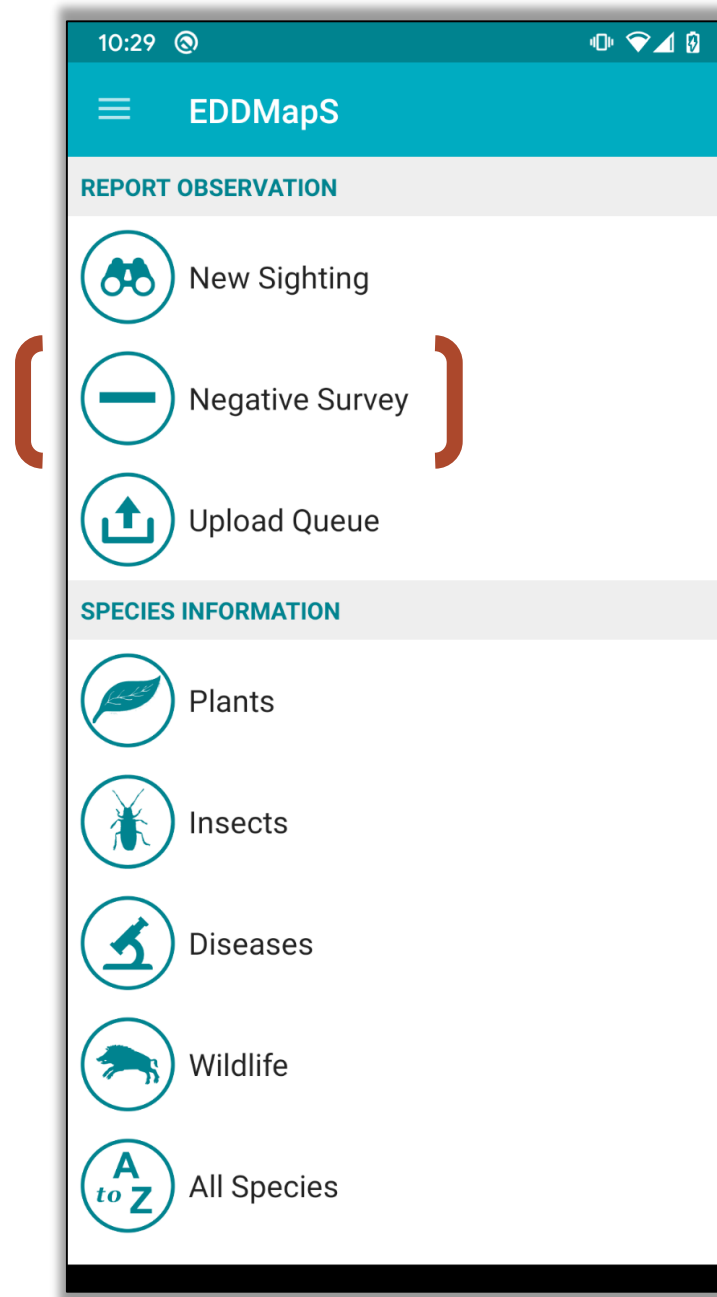 10:29
EDDMapS
REPORT OBSERVATION
New Sighting
Negative Survey
Upload Queue
SPECIES INFORMATION
Plants
Insects
Diseases
Wildlife
A to Z
All Species